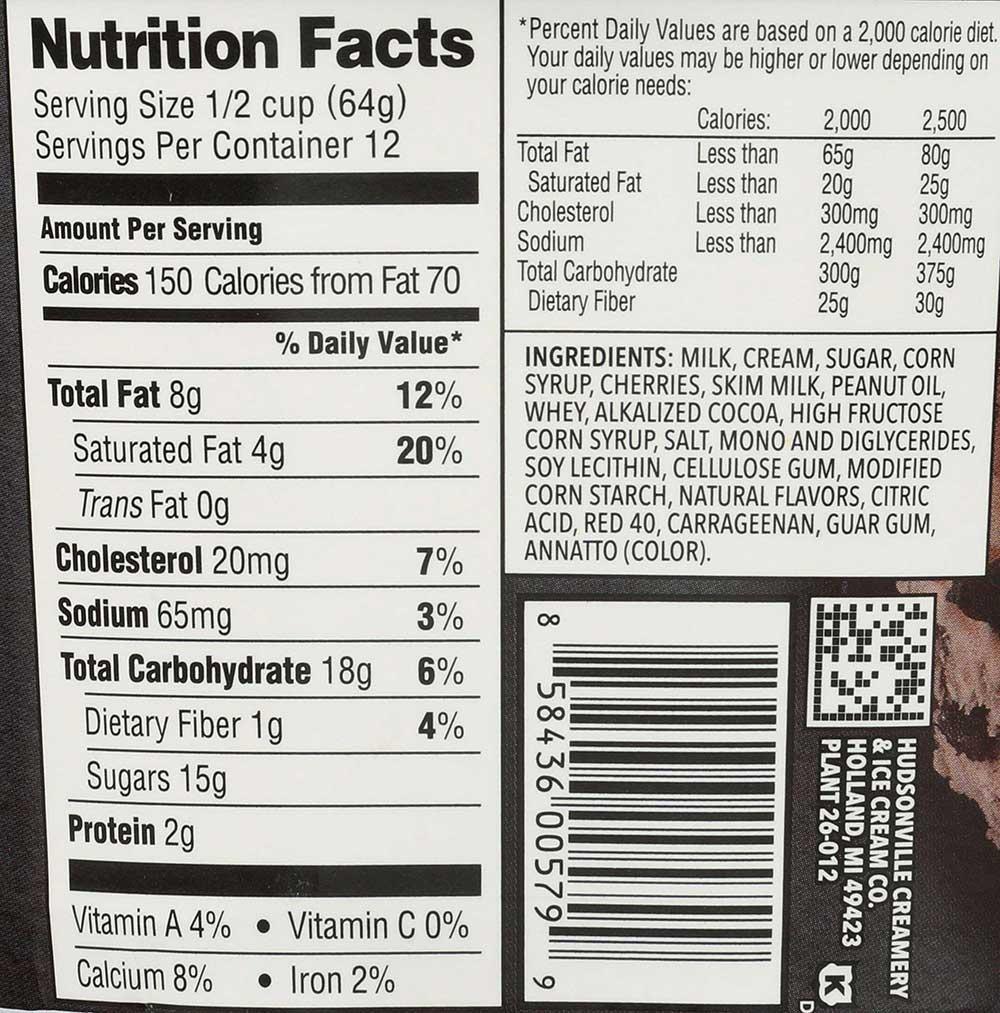 Nutrition Facts
Serving Size 1/2 cup (64g)
Servings Per Container 12
Amount Per Serving
Calories 150 Calories from Fat 70
% Daily Value*
Total Fat 8g 12%
Saturated Fat 4g 20%
Trans Fat 0g
Cholesterol 20mg 7%
Sodium 65mg 3%
Total Carbohydrate 18g 6%
Dietary Fiber 1g 4%
Sugars 15g
Protein 2g
Vitamin A 4% • Vitamin C 0%
Calcium 8% • Iron 2%
*Percent Daily Values are based on a 2,000 calorie diet.
Your daily values may be higher or lower depending on
your calorie needs:
Calories: 2,000 2,500
Total Fat Less than 65g 80g
Saturated Fat Less than 20g 25g
Cholesterol Less than 300mg 300mg
Sodium Less than 2,400mg 2,400mg
Total Carbohydrate 300g 375g
Dietary Fiber 25g 30g
INGREDIENTS: MILK, CREAM, SUGAR, CORN
SYRUP, CHERRIES, SKIM MILK, PEANUT OIL,
WHEY, ALKALIZED COCOA, HIGH FRUCTOSE
CORN SYRUP, SALT, MONO AND DIGLYCERIDES,
SOY LECITHIN, CELLULOSE GUM, MODIFIED
CORN STARCH, NATURAL FLAVORS, CITRIC
ACID, RED 40, CARRAGEENAN, GUAR GUM,
ANNATTO (COLOR).
8 58436 00579 9
HUDSONVILLE CREAMERY
& ICE CREAM CO.
HOLLAND, MI 49423
PLANT 26-012
K
D